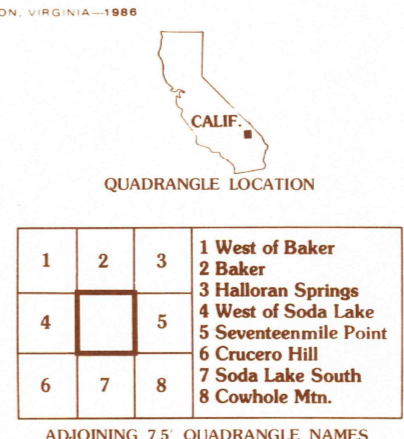 ON, VIRGINIA—1986
CALIF.
QUADRANGLE LOCATION
1 2 3
4 5
6 7 8
1 West of Baker
2 Baker
3 Halloran Springs
4 West of Soda Lake
5 Seventeenmile Point
6 Crucero Hill
7 Soda Lake South
8 Cowhole Mtn.
ADJOINING 7.5' QUADRANGLE NAMES